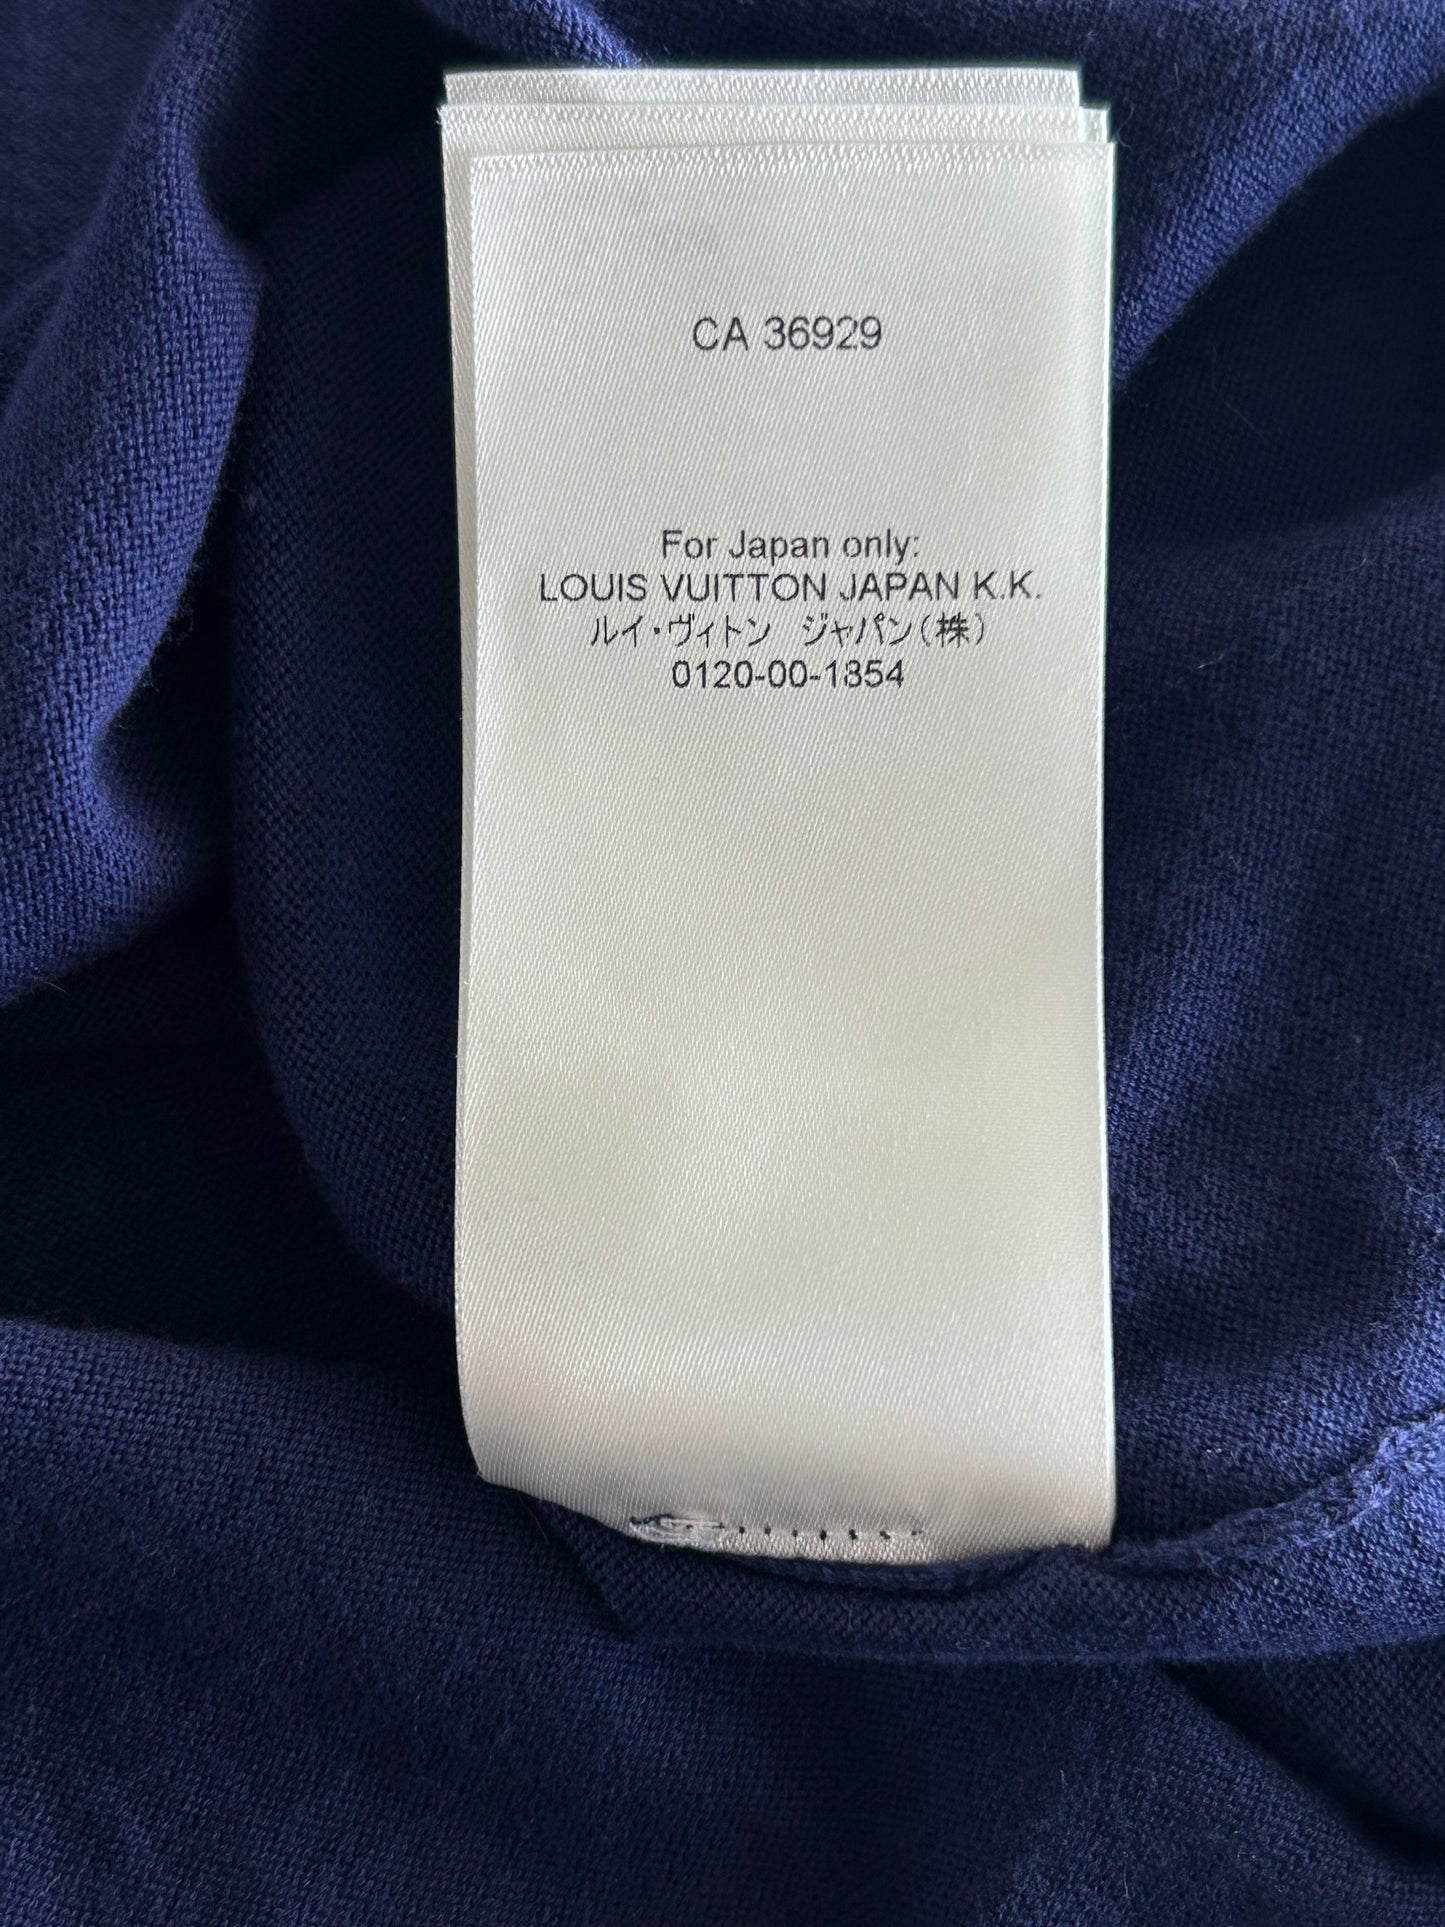 CA 36929
For Japan only:
LOUIS VUITTON JAPAN K.K.
ルイ・ヴィトン　ジャパン(株)
0120-00-1854